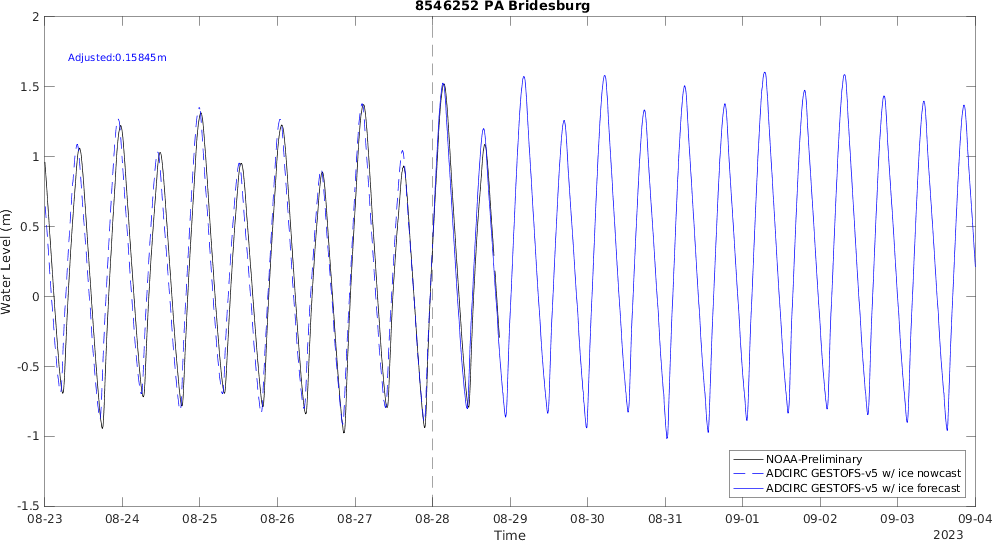 8546252 PA Bridesburg
Adjusted:0.15845m
Water Level (m)
2
1.5
1
0.5
0
-0.5
-1
-1.5
NOAA-Preliminary
ADCIRC GESTOFS-v5 w/ ice nowcast
ADCIRC GESTOFS-v5 w/ ice forecast
08-23 08-24 08-25 08-26 08-27 08-28 08-29 08-30 08-31 09-01 09-02 09-03 09-04
Time
2023